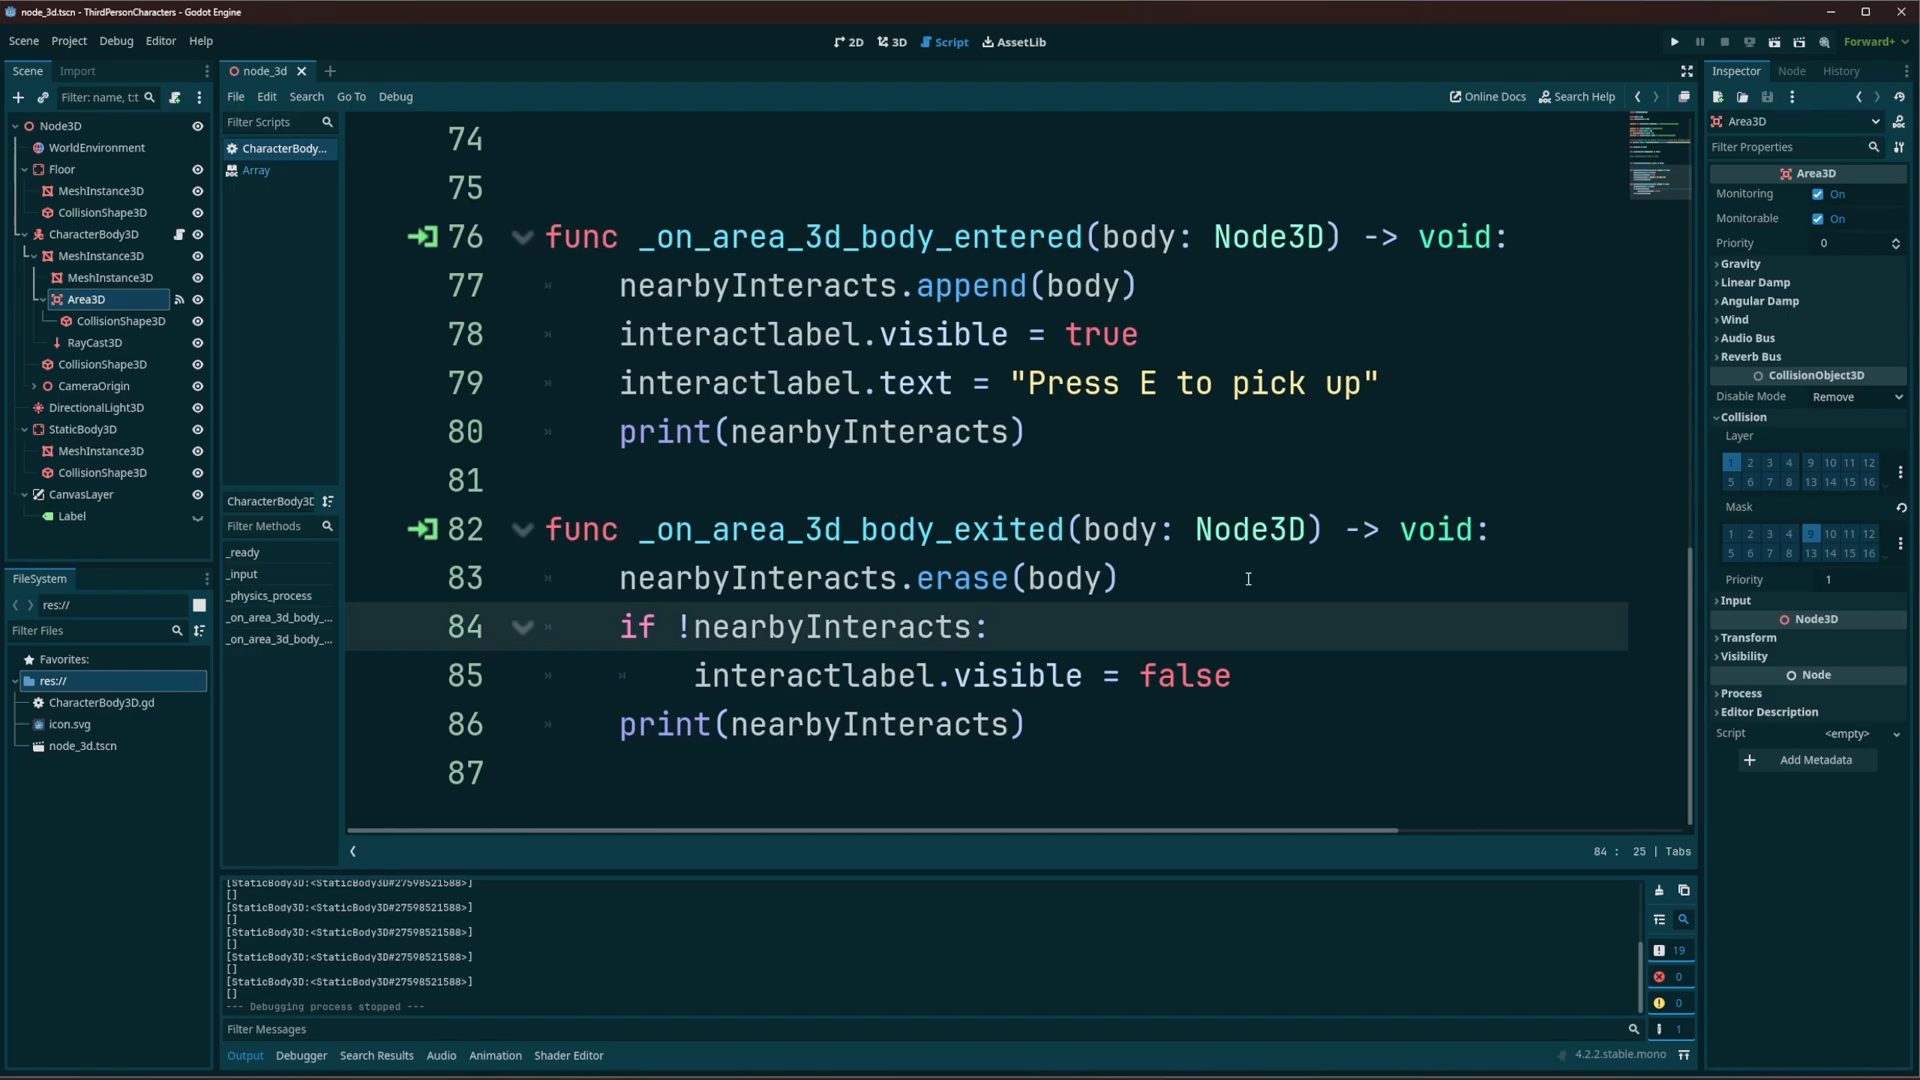 node_3d.tscn - ThirdPersonCharacters - Godot Engine
Scene Project Debug Editor Help
2D 3D Script AssetLib
Forward+
Scene Import
Filter: name, t:t
Node3D
WorldEnvironment
Floor
MeshInstance3D
CollisionShape3D
CharacterBody3D
MeshInstance3D
MeshInstance3D
Area3D
CollisionShape3D
RayCast3D
CollisionShape3D
CameraOrigin
DirectionalLight3D
StaticBody3D
MeshInstance3D
CollisionShape3D
CanvasLayer
Label
FileSystem
res://
Filter Files
Favorites:
res://
CharacterBody3D.gd
icon.svg
node_3d.tscn
node_3d
File Edit Search Go To Debug
Online Docs Search Help
Filter Scripts
CharacterBody...
Array
CharacterBody3D
Filter Methods
_ready
_input
_physics_process
_on_area_3d_body_...
_on_area_3d_body_...
74
75
76 func _on_area_3d_body_entered(body: Node3D) -> void:
77 nearbyInteracts.append(body)
78 interactlabel.visible = true
79 interactlabel.text = "Press E to pick up"
80 print(nearbyInteracts)
81
82 func _on_area_3d_body_exited(body: Node3D) -> void:
83 nearbyInteracts.erase(body)
84 if !nearbyInteracts:
85 interactlabel.visible = false
86 print(nearbyInteracts)
87
84 : 25 | Tabs
[StaticBody3D:<StaticBody3D#27598521588>]
[]
[StaticBody3D:<StaticBody3D#27598521588>]
[]
[StaticBody3D:<StaticBody3D#27598521588>]
[]
[StaticBody3D:<StaticBody3D#27598521588>]
[]
[StaticBody3D:<StaticBody3D#27598521588>]
[]
--- Debugging process stopped ---
Filter Messages
19
0
0
1
Output Debugger Search Results Audio Animation Shader Editor
4.2.2.stable.mono
Inspector Node History
Area3D
Filter Properties
Area3D
Monitoring On
Monitorable On
Priority 0
Gravity
Linear Damp
Angular Damp
Wind
Audio Bus
Reverb Bus
CollisionObject3D
Disable Mode Remove
Collision
Layer
1 2 3 4 9 10 11 12
5 6 7 8 13 14 15 16
Mask
1 2 3 4 9 10 11 12
5 6 7 8 13 14 15 16
Priority 1
Input
Node3D
Transform
Visibility
Node
Process
Editor Description
Script <empty>
Add Metadata